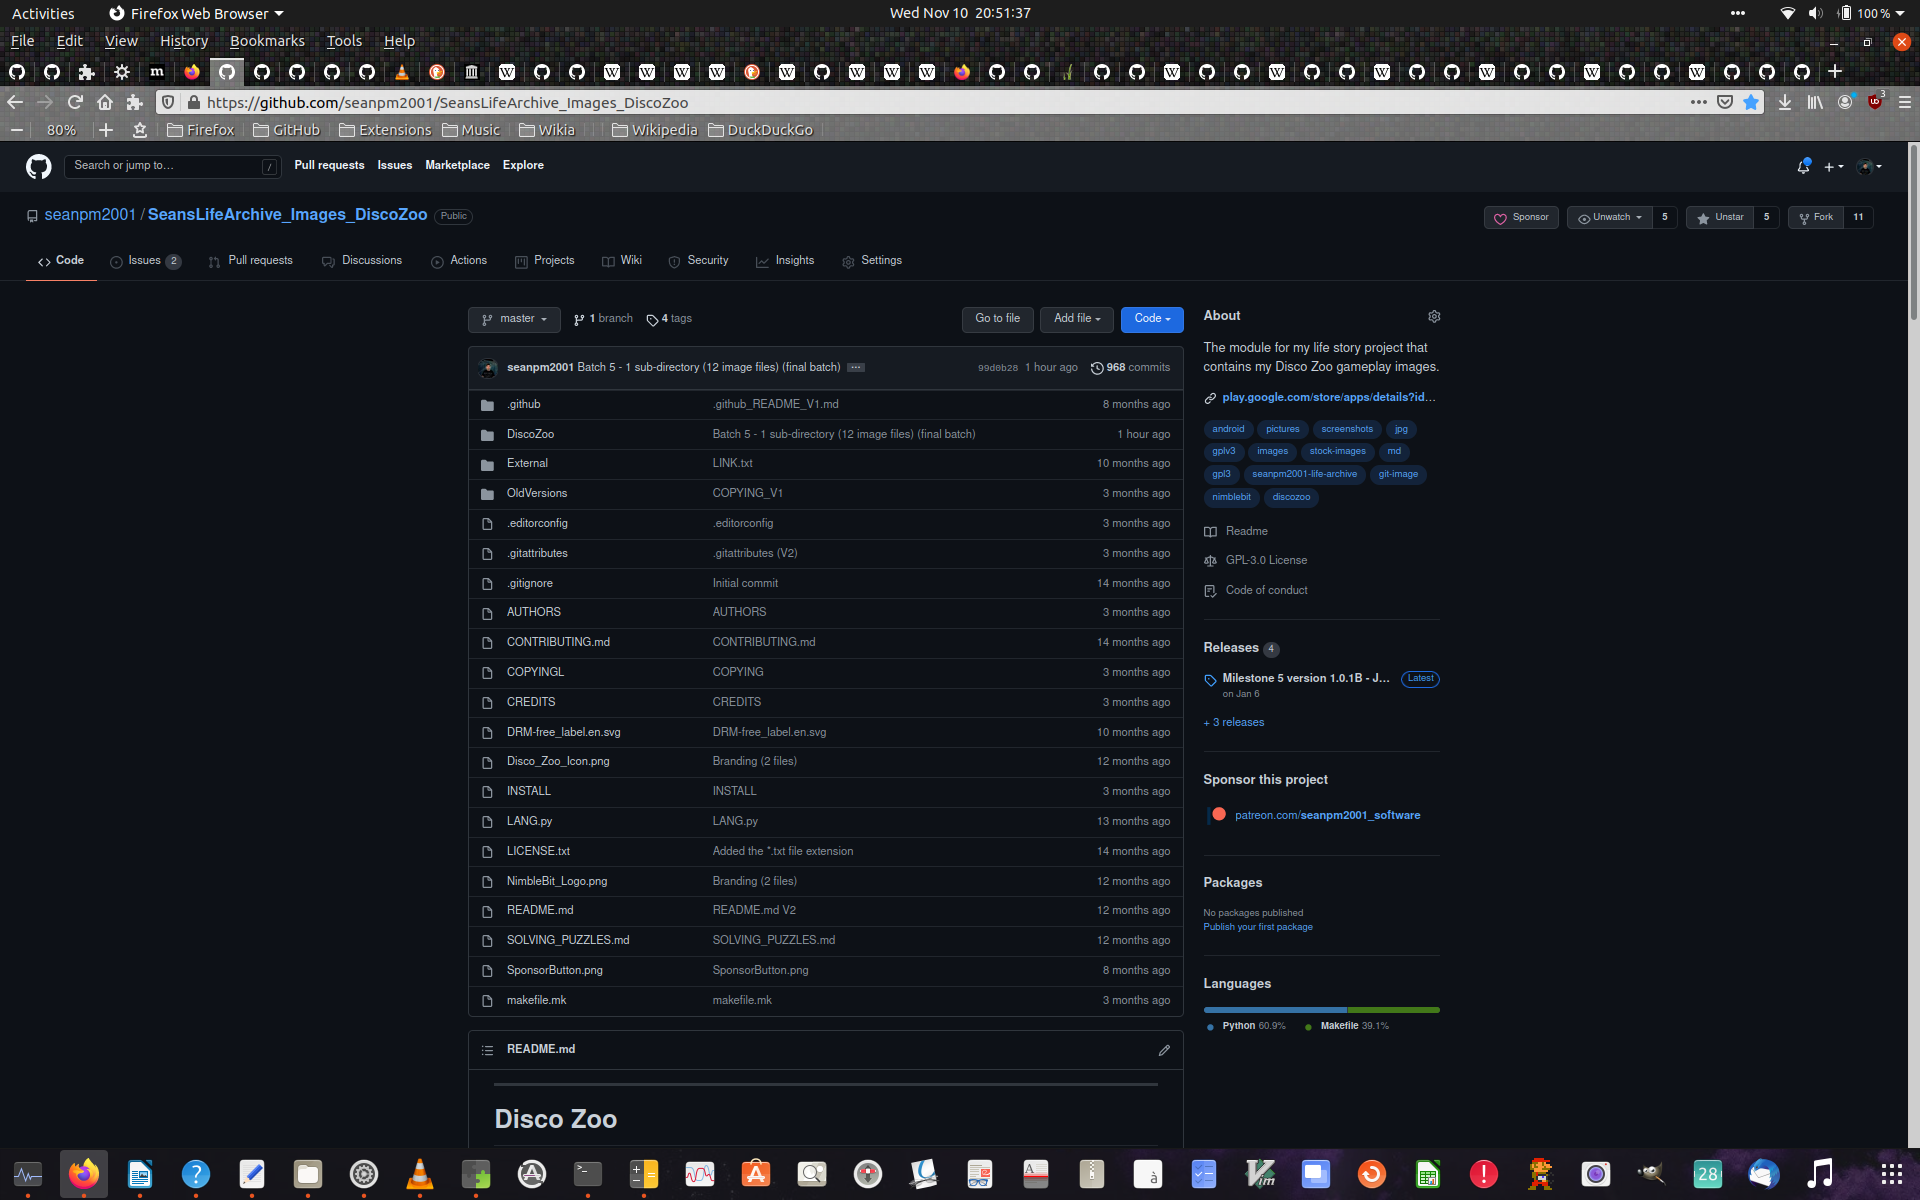 Activities Firefox Web Browser Wed Nov 10 20:51:37 100 %
File Edit View History Bookmarks Tools Help
https://github.com/seanpm2001/SeansLifeArchive_Images_DiscoZoo 3
80% Firefox GitHub Extensions Music Wikia Wikipedia DuckDuckGo
Search or jump to… / Pull requests Issues Marketplace Explore
seanpm2001 / SeansLifeArchive_Images_DiscoZoo Public Sponsor Unwatch 5 Unstar 5 Fork 11
Code Issues 2 Pull requests Discussions Actions Projects Wiki Security Insights Settings
master 1 branch 4 tags Go to file Add file Code
seanpm2001 Batch 5 - 1 sub-directory (12 image files) (final batch) ... 99d0b28 1 hour ago 968 commits
.github .github_README_V1.md 8 months ago
DiscoZoo Batch 5 - 1 sub-directory (12 image files) (final batch) 1 hour ago
External LINK.txt 10 months ago
OldVersions COPYING_V1 3 months ago
.editorconfig .editorconfig 3 months ago
.gitattributes .gitattributes (V2) 3 months ago
.gitignore Initial commit 14 months ago
AUTHORS AUTHORS 3 months ago
CONTRIBUTING.md CONTRIBUTING.md 14 months ago
COPYINGL COPYING 3 months ago
CREDITS CREDITS 3 months ago
DRM-free_label.en.svg DRM-free_label.en.svg 10 months ago
Disco_Zoo_Icon.png Branding (2 files) 12 months ago
INSTALL INSTALL 3 months ago
LANG.py LANG.py 13 months ago
LICENSE.txt Added the *.txt file extension 14 months ago
NimbleBit_Logo.png Branding (2 files) 12 months ago
README.md README.md V2 12 months ago
SOLVING_PUZZLES.md SOLVING_PUZZLES.md 12 months ago
SponsorButton.png SponsorButton.png 8 months ago
makefile.mk makefile.mk 3 months ago
README.md
Disco Zoo
About
The module for my life story project that
contains my Disco Zoo gameplay images.
play.google.com/store/apps/details?id…
android pictures screenshots jpg
gplv3 images stock-images md
gpl3 seanpm2001-life-archive git-image
nimblebit discozoo
Readme
GPL-3.0 License
Code of conduct
Releases 4
Milestone 5 version 1.0.1B - J… Latest
on Jan 6
+ 3 releases
Sponsor this project
patreon.com/seanpm2001_software
Packages
No packages published
Publish your first package
Languages
Python 60.9% Makefile 39.1%
28